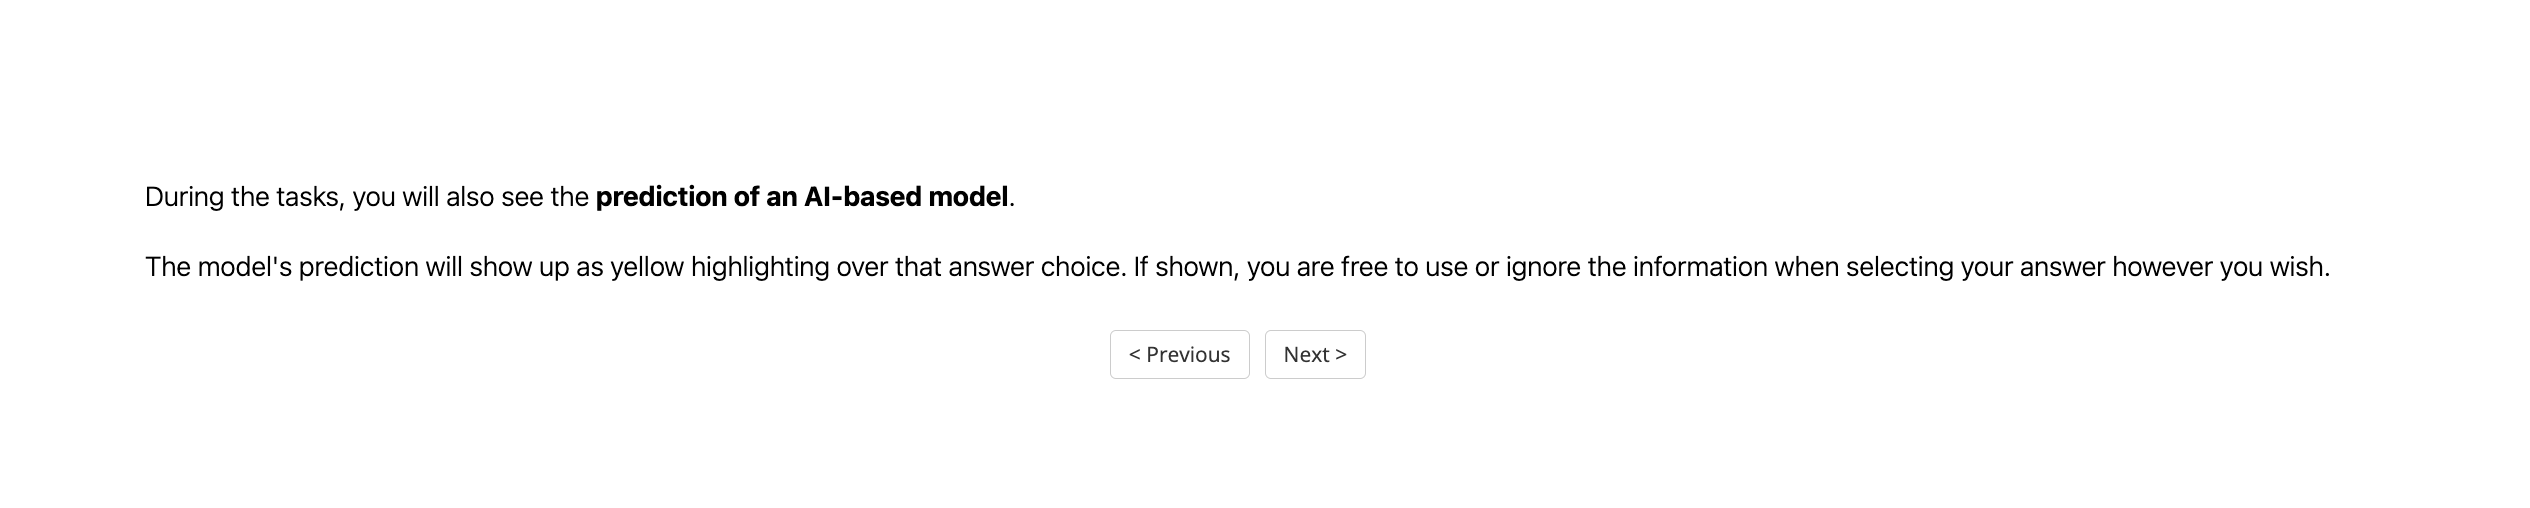 During the tasks, you will also see the prediction of an AI-based model.
The model's prediction will show up as yellow highlighting over that answer choice. If shown, you are free to use or ignore the information when selecting your answer however you wish.
< Previous
Next >